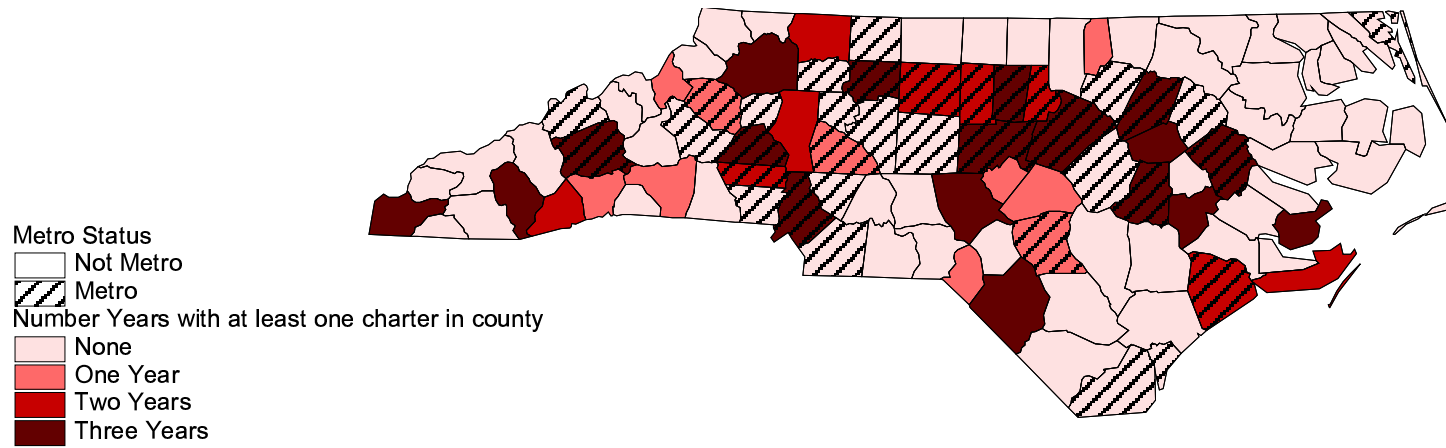 Metro Status
Not Metro
Metro
Number Years with at least one charter in county
None
One Year
Two Years
Three Years